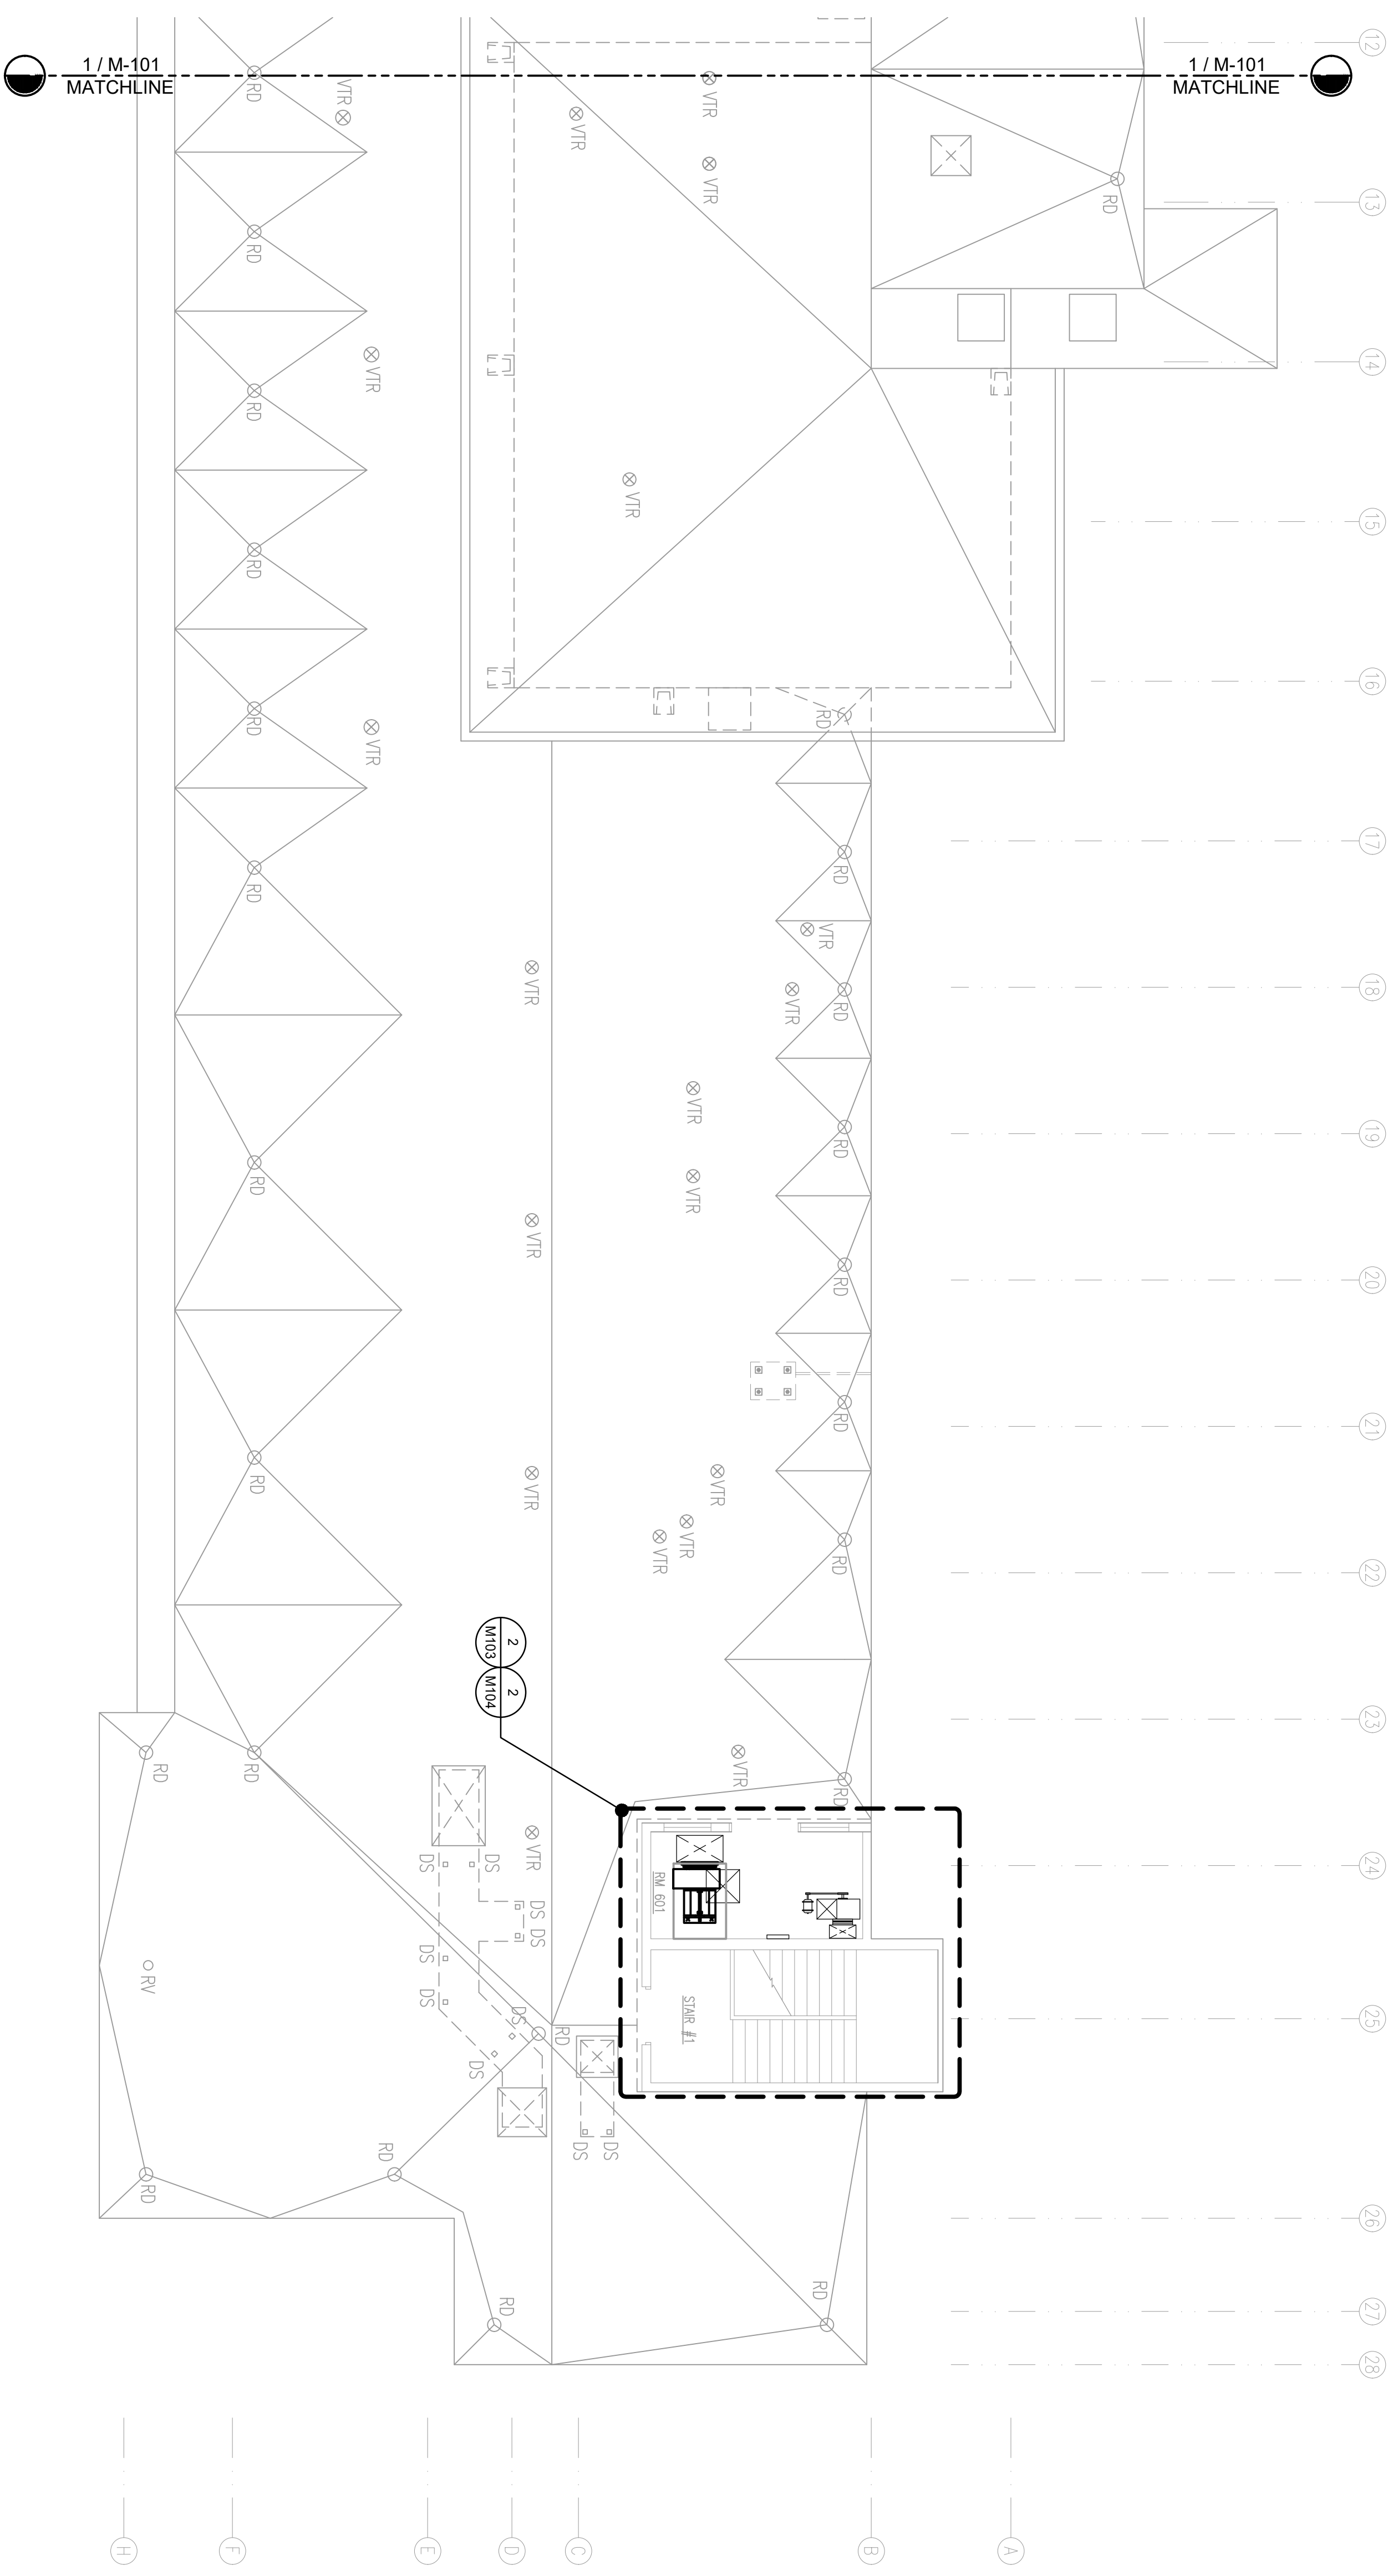 12
1 / M-101
MATCHLINE
1 / M-101
MATCHLINE
RD
VTR
VTR
VTR
VTR
13
RD
RD
14
VTR
RD
VTR
15
RD
16
RD
RD
VTR
17
RD
RD
VTR
18
VTR
VTR
RD
VTR
19
RD
RD
VTR
VTR
20
RD
RD
21
RD
VTR
VTR
VTR
VTR
RD
22
2
M103
2
M104
23
RD
RD
VTR
RD
VTR
DS
DS
24
RM 601
DS
DS
DS
RV
DS
DS
STAIR #1
25
RD
DS
DS
DS
RD
RD
26
RD
RD
27
28
H
F
E
D
C
B
A